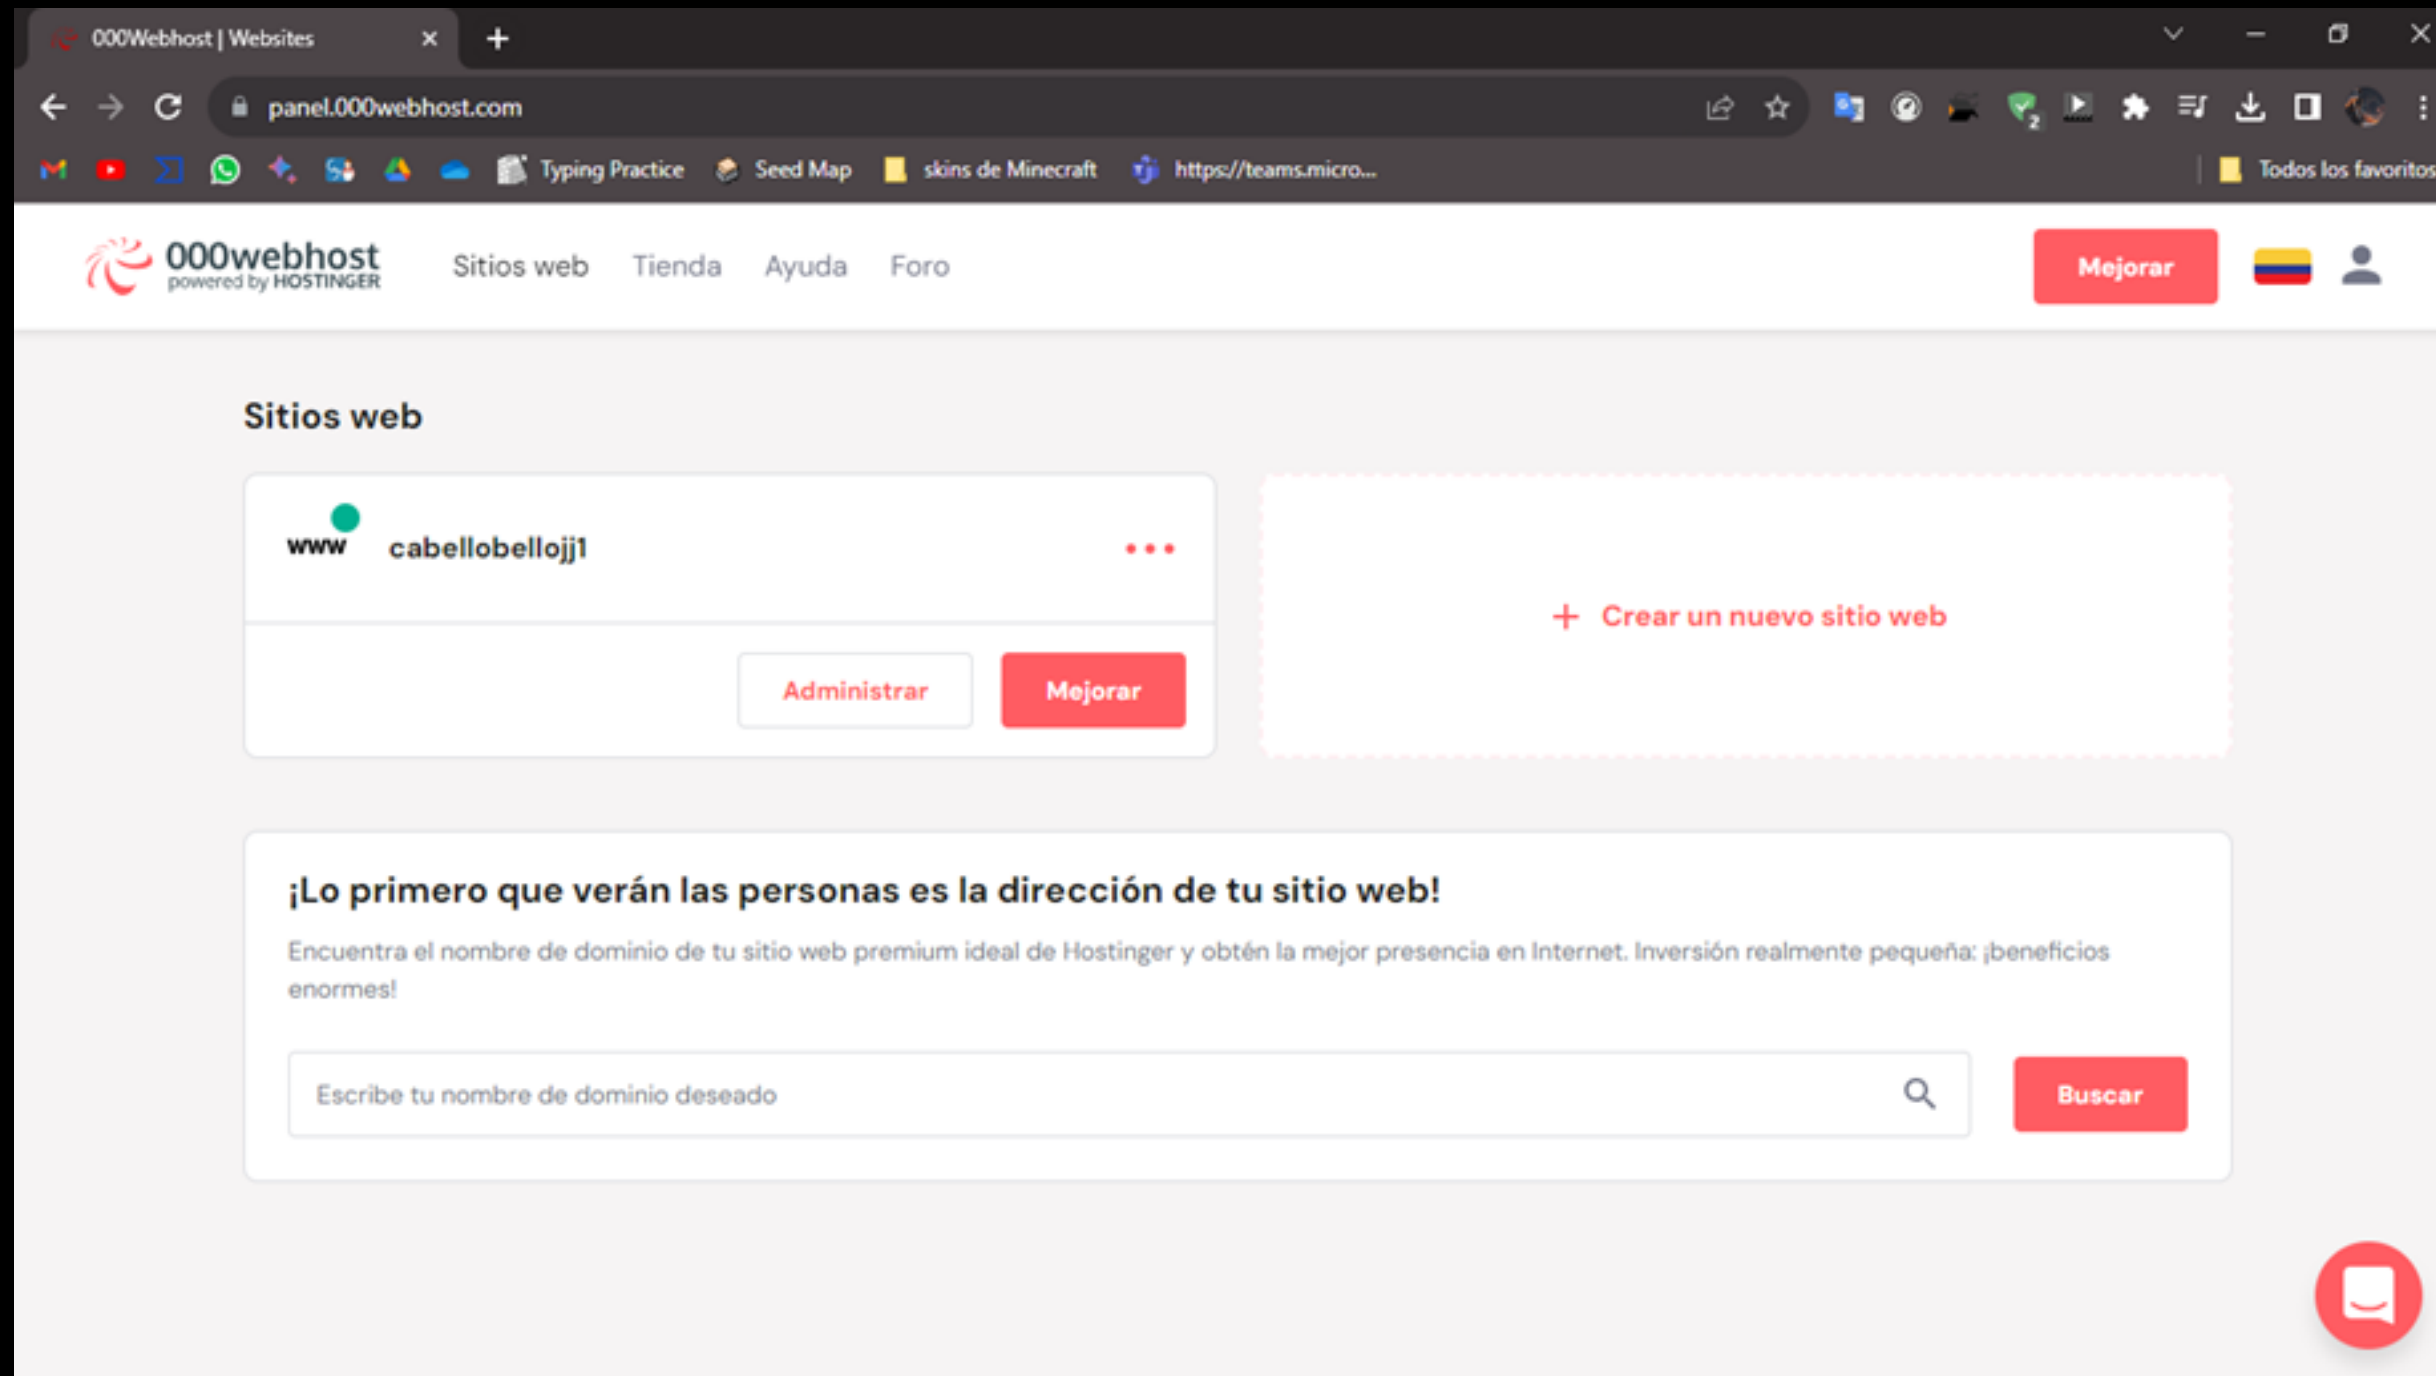 000Webhost | Websites
panel.000webhost.com
Typing Practice Seed Map skins de Minecraft https://teams.micro... Todos los favoritos
000webhost
powered by HOSTINGER
Sitios web Tienda Ayuda Foro Mejorar
Sitios web
www cabellobellojj1
Administrar Mejorar
+ Crear un nuevo sitio web
¡Lo primero que verán las personas es la dirección de tu sitio web!
Encuentra el nombre de dominio de tu sitio web premium ideal de Hostinger y obtén la mejor presencia en Internet. Inversión realmente pequeña: ¡beneficios
enormes!
Escribe tu nombre de dominio deseado Buscar